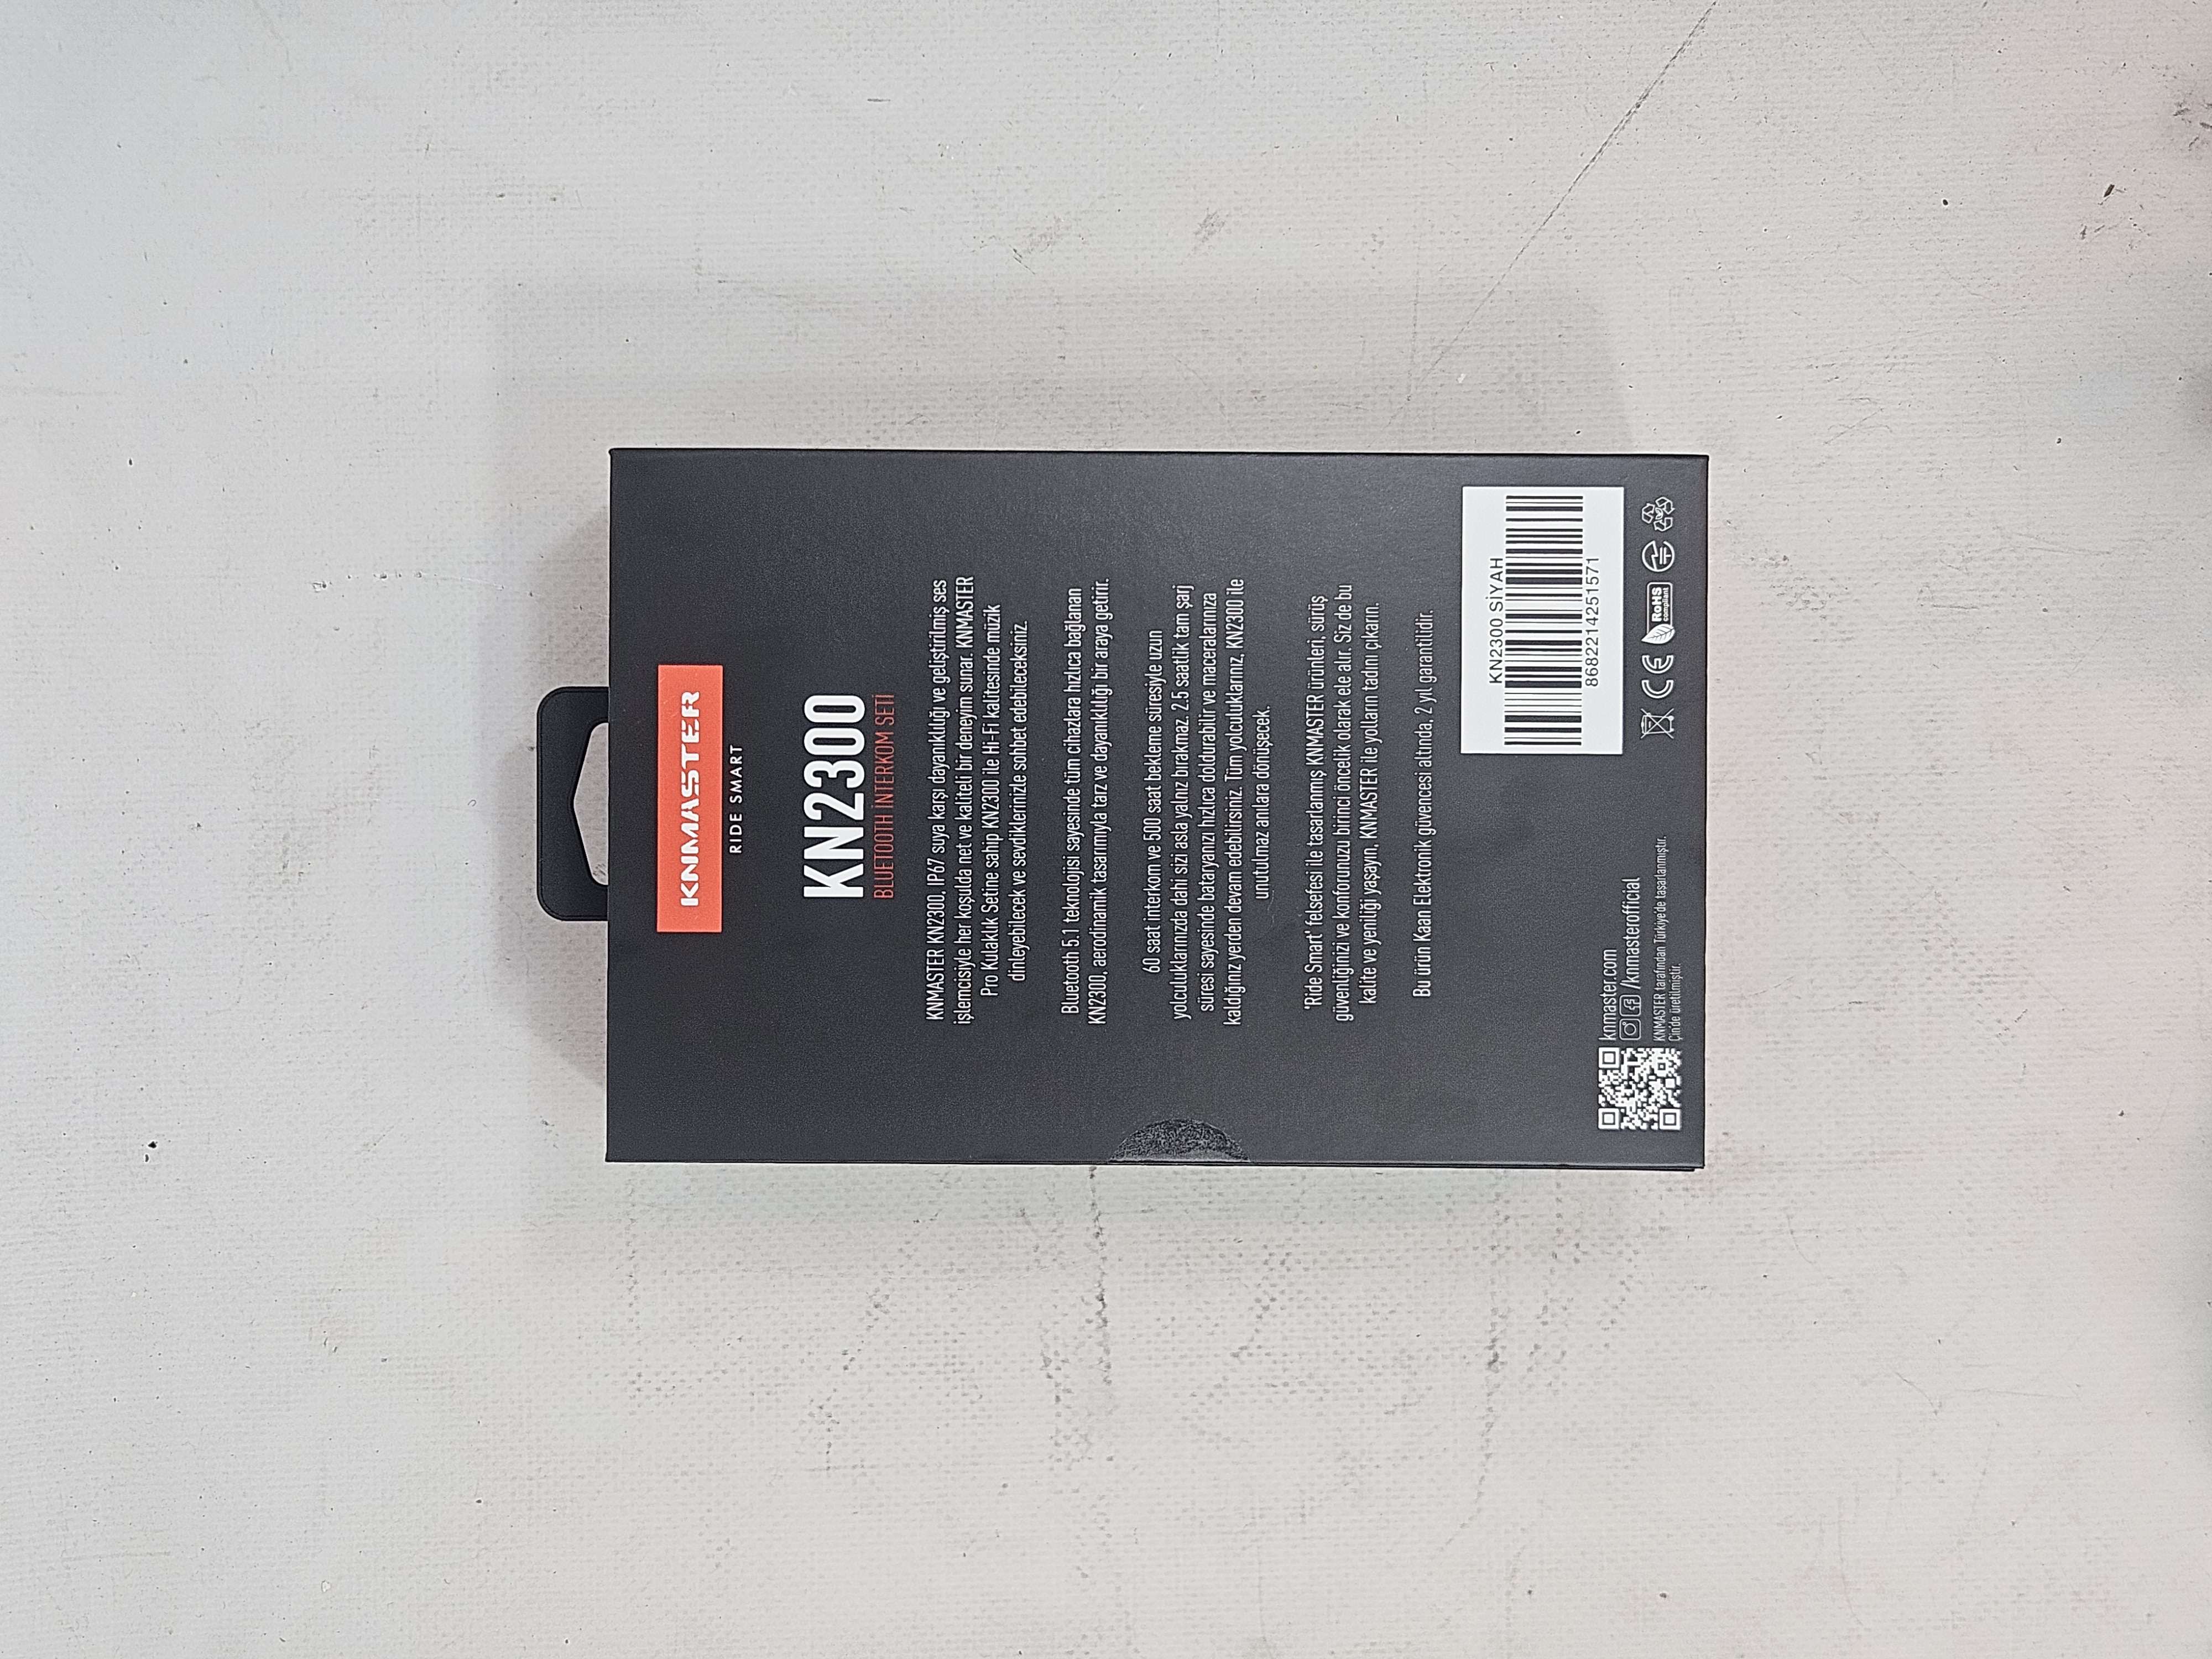 KNMASTER
RIDE SMART
KN2300
BLUETOOTH İNTERKOM SETİ
KNMASTER KN2300, IP67 suya karşı dayanıklılığı ve geliştirilmiş ses
işlemcisiyle her koşulda net ve kaliteli bir deneyim sunar. KNMASTER
Pro Kulaklık Setine sahip KN2300 ile Hi-Fi kalitesinde müzik
dinleyebilecek ve sevdiklerinizle sohbet edebileceksiniz.
Bluetooth 5.1 teknolojisi sayesinde tüm cihazlara hızlıca bağlanan
KN2300, aerodinamik tasarımıyla tarz ve dayanıklılığı bir araya getirir.
60 saat interkom ve 500 saat bekleme süresiyle uzun
yolculuklarınızda dahi sizi asla yalnız bırakmaz. 2.5 saatlik tam şarj
süresi sayesinde bataryanızı hızlıca doldurabilir ve maceralarınıza
kaldığınız yerden devam edebilirsiniz. Tüm yolculuklarınız, KN2300 ile
unutulmaz anılara dönüşecek.
'Ride Smart' felsefesi ile tasarlanmış KNMASTER ürünleri, sürüş
güvenliğinizi ve konforunuzu birinci öncelik olarak ele alır. Siz de bu
kalite ve yeniliği yaşayın, KNMASTER ile yolların tadını çıkarın.
Bu ürün Kaan Elektronik güvencesi altında, 2 yıl garantilidir.
KN2300 SİYAH
8682214251571
knmaster.com
/knmasterofficial
KNMASTER tarafından Türkiye'de tasarlanmıştır.
Çin'de üretilmiştir.
CE
RoHS
compliant